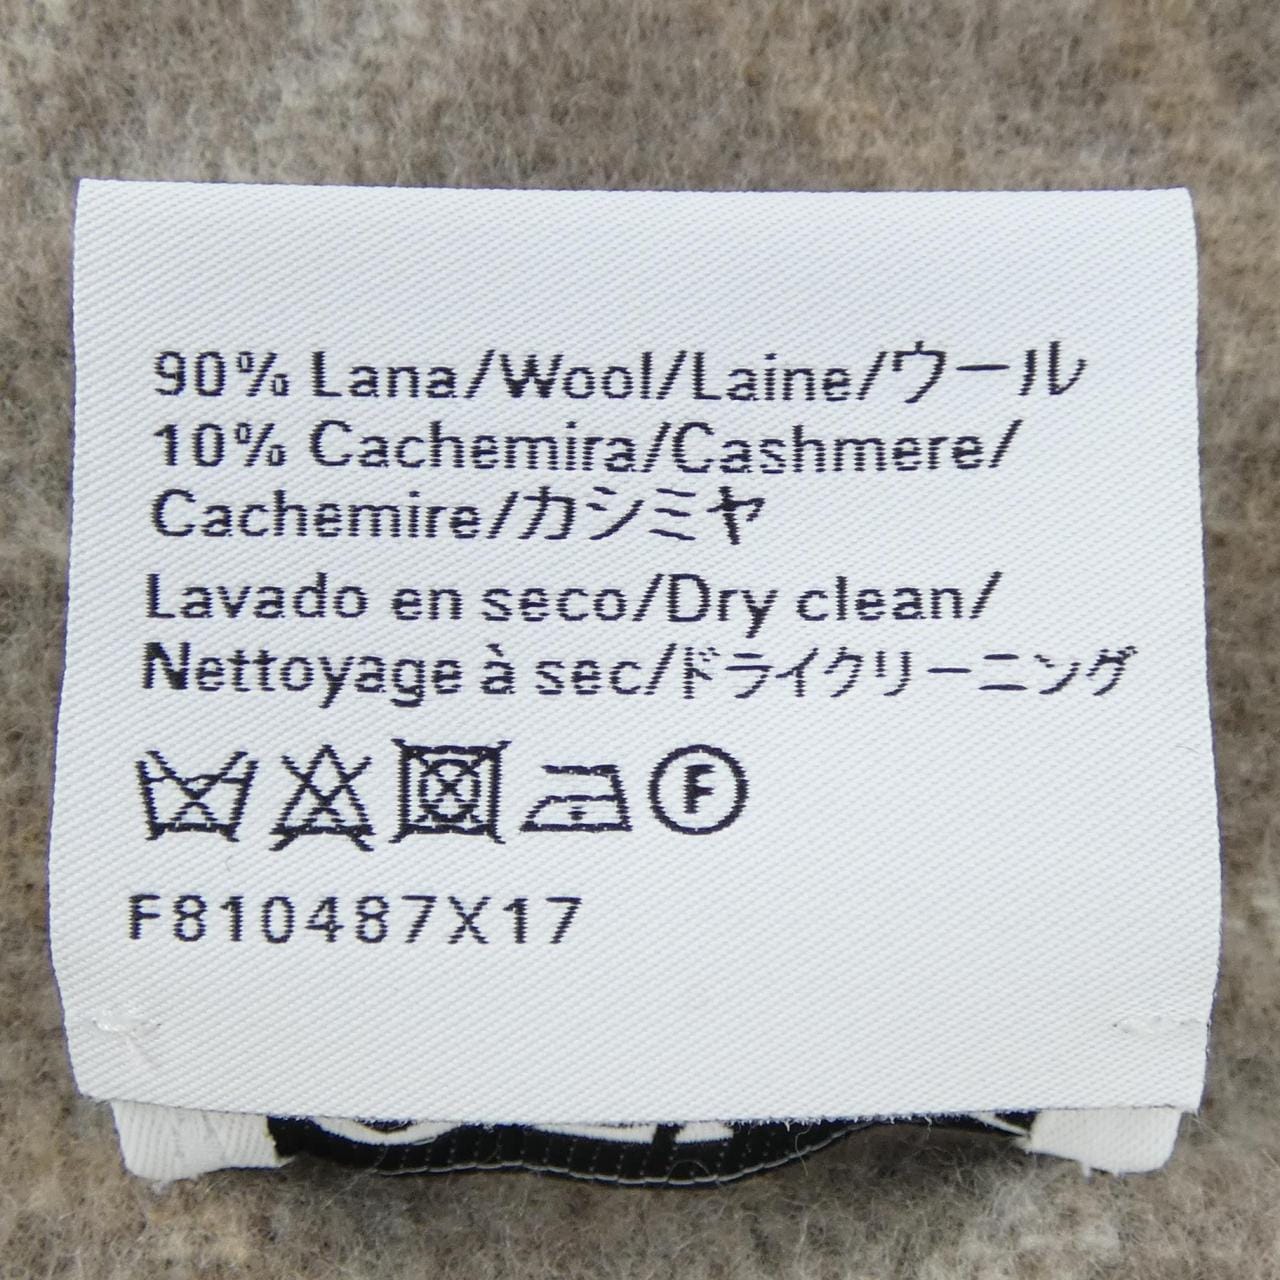 90% Lana/Wool/Laine/ウール
10% Cachemira/Cashmere/
Cachemire/カシミヤ
Lavado en seco/Dry clean/
Nettoyage à sec/ドライクリーニング
F
F810487X17